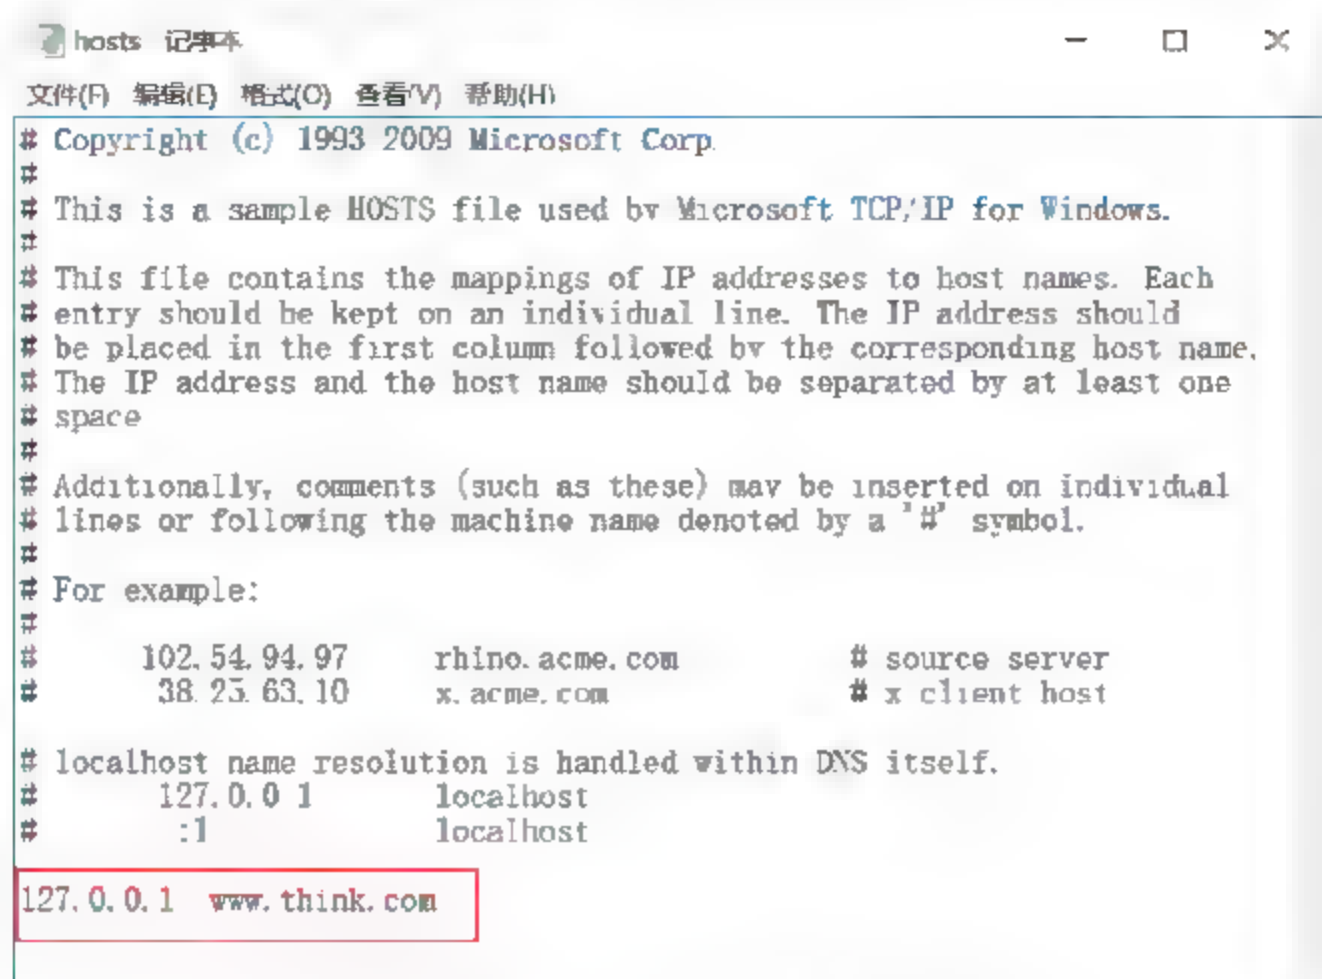 hosts 记事本
文件(F) 编辑(E) 格式(O) 查看(V) 帮助(H)
# Copyright (c) 1993 2009 Microsoft Corp.
#
# This is a sample HOSTS file used by Microsoft TCP/IP for Windows.
#
# This file contains the mappings of IP addresses to host names. Each
# entry should be kept on an individual line. The IP address should
# be placed in the first column followed by the corresponding host name.
# The IP address and the host name should be separated by at least one
# space
#
# Additionally, comments (such as these) may be inserted on individual
# lines or following the machine name denoted by a '#' symbol.
#
# For example:
#
# 102.54.94.97 rhino.acme.com # source server
# 38.25.63.10 x.acme.com # x client host
# localhost name resolution is handled within DNS itself.
# 127.0.0 1 localhost
# :1 localhost
127.0.0.1 www.think.com